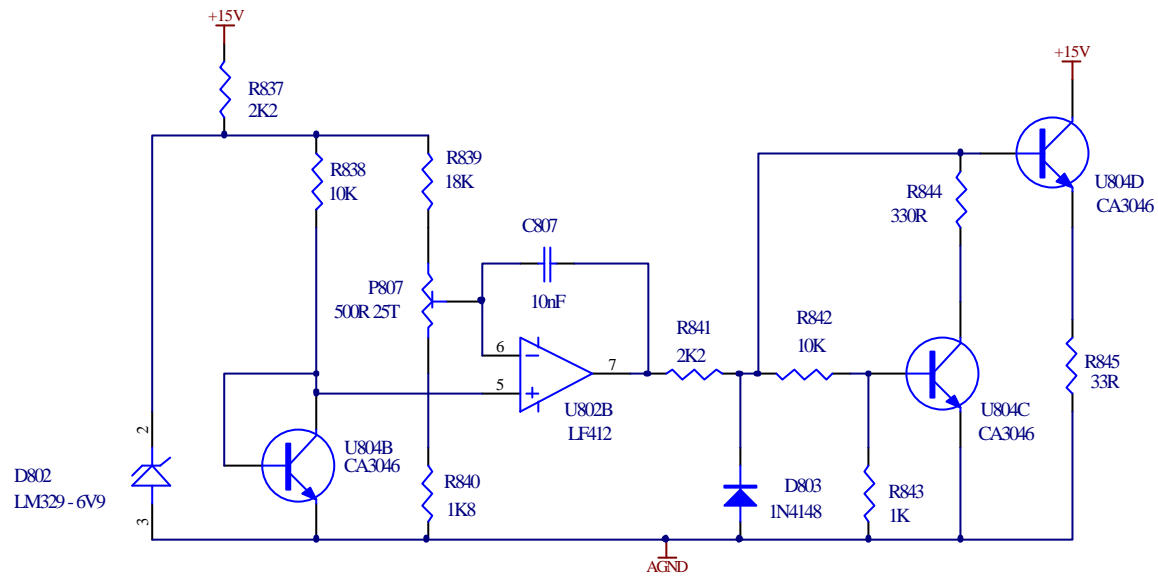 +15V
R837
2K2
R838
10K
R839
18K
C807
10nF
P807
500R 25T
6
5
7
U802B
LF412
R841
2K2
R842
10K
R844
330R
+15V
U804D
CA3046
R845
33R
U804C
CA3046
2
3
D802
LM329 - 6V9
U804B
CA3046
R840
1K8
D803
1N4148
R843
1K
AGND